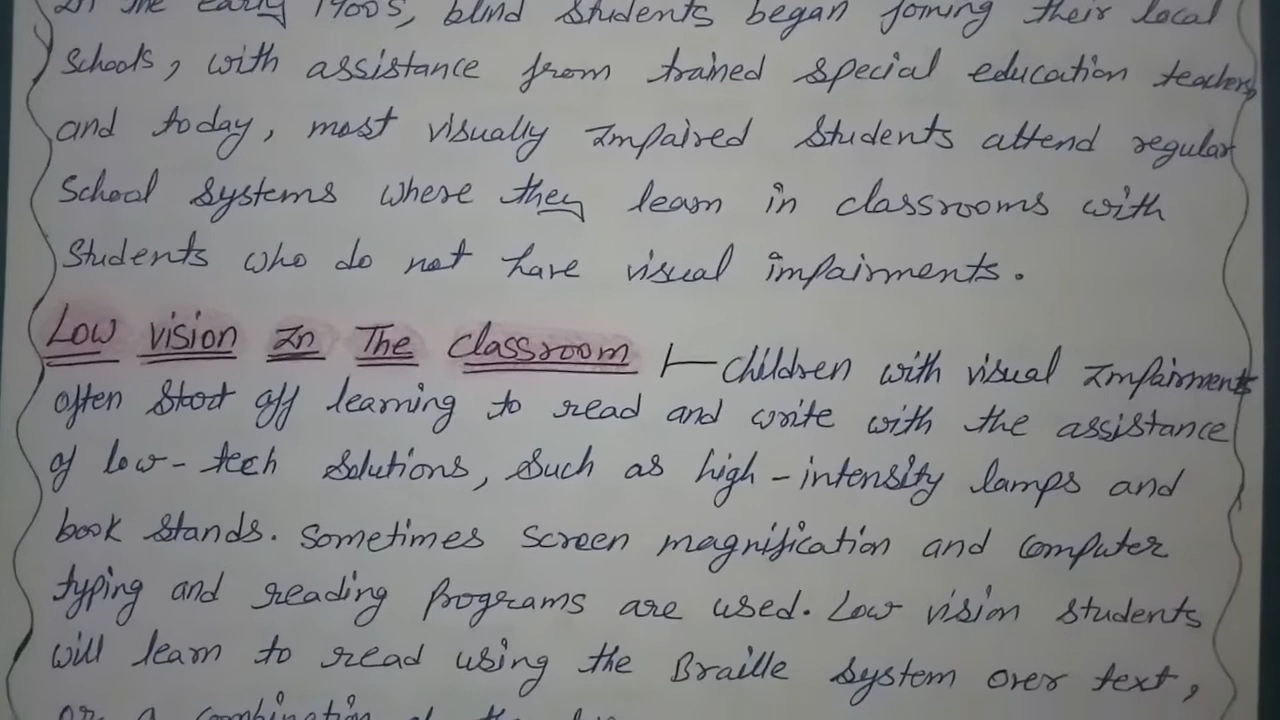 In the early 1900s, blind students began joining their local
Schools, with assistance from trained special education teachers,
and today, most visually Impaired students attend regular
School systems where they learn in classrooms with
Students who do not have visual impairments.
Low vision In The Classroom :- Children with visual Impairments
often start off learning to read and write with the assistance
of low-tech solutions, such as high-intensity lamps and
book stands. Sometimes screen magnification and computer
typing and reading programs are used. Low vision students
will learn to read using the Braille system over text,
or a combination of the